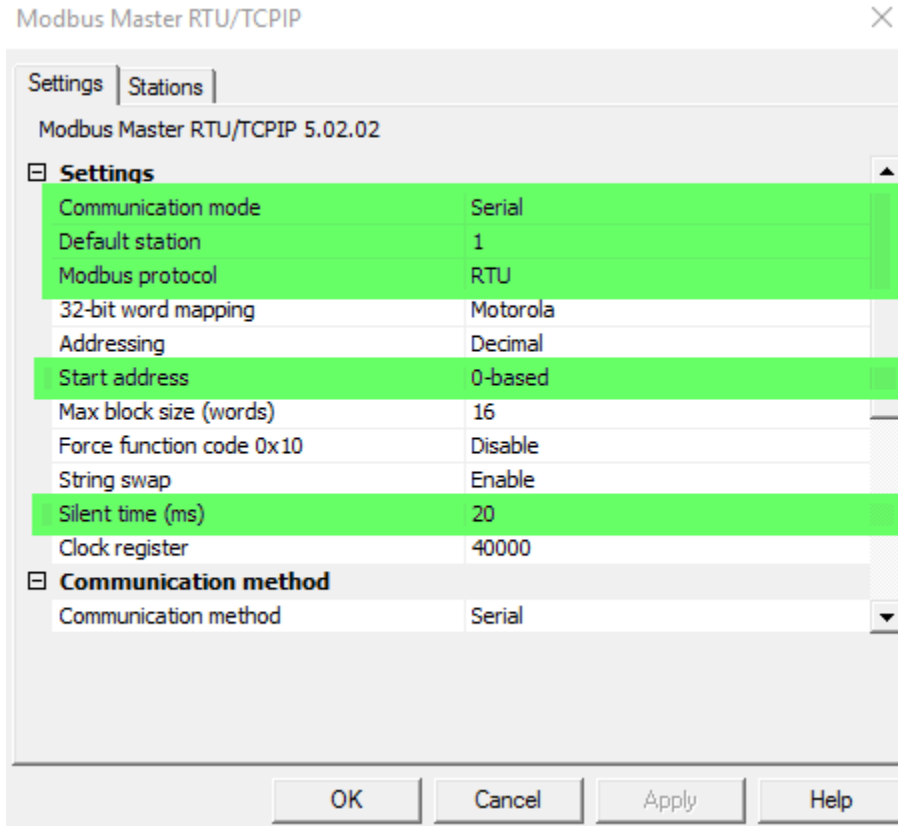 Modbus Master RTU/TCPIP
Settings Stations
Modbus Master RTU/TCPIP 5.02.02
Settings
Communication mode Serial
Default station 1
Modbus protocol RTU
32-bit word mapping Motorola
Addressing Decimal
Start address 0-based
Max block size (words) 16
Force function code 0x10 Disable
String swap Enable
Silent time (ms) 20
Clock register 40000
Communication method
Communication method Serial
OK Cancel Apply Help